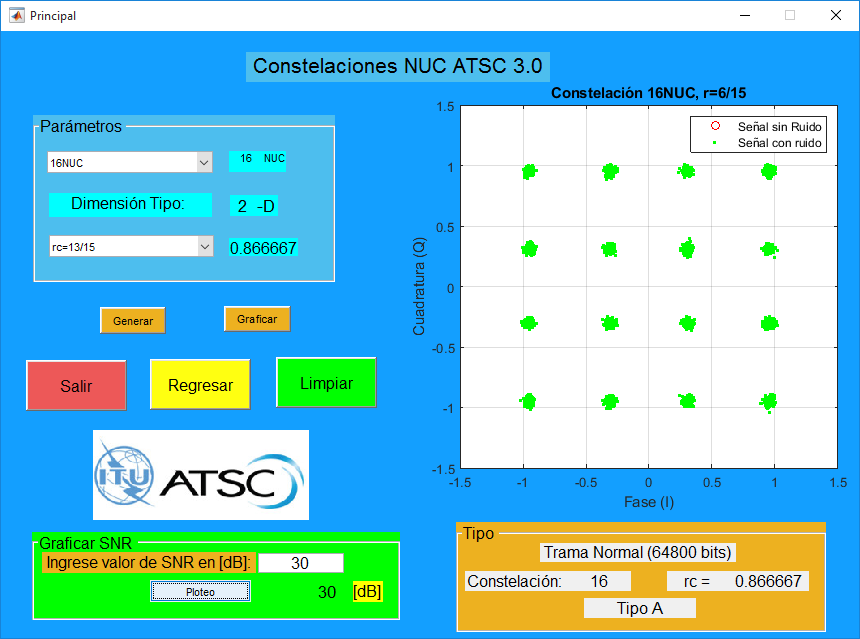 Principal
Constelaciones NUC ATSC 3.0
Parámetros
16NUC
16 NUC
Dimensión Tipo:
2 -D
rc=13/15
0.866667
Generar
Graficar
Salir
Regresar
Limpiar
ITU
ATSC
Graficar SNR
Ingrese valor de SNR en [dB]:
30
Ploteo
30 [dB]
Constelación 16NUC, r=6/15
Señal sin Ruido
Señal con ruido
Cuadratura (Q)
1.5
1
0.5
0
-0.5
-1
-1.5
-1.5 -1 -0.5 0 0.5 1 1.5
Fase (I)
Tipo
Trama Normal (64800 bits)
Constelación: 16
rc = 0.866667
Tipo A